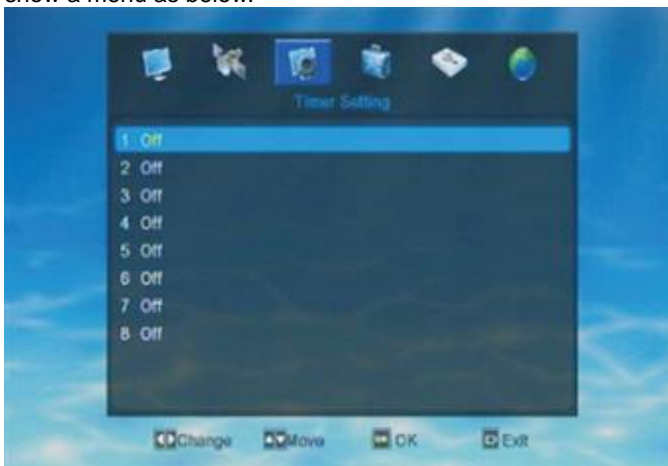 show a menu as below.
Timer Setting
1 Off
2 Off
3 Off
4 Off
5 Off
6 Off
7 Off
8 Off
Change Move OK Exit